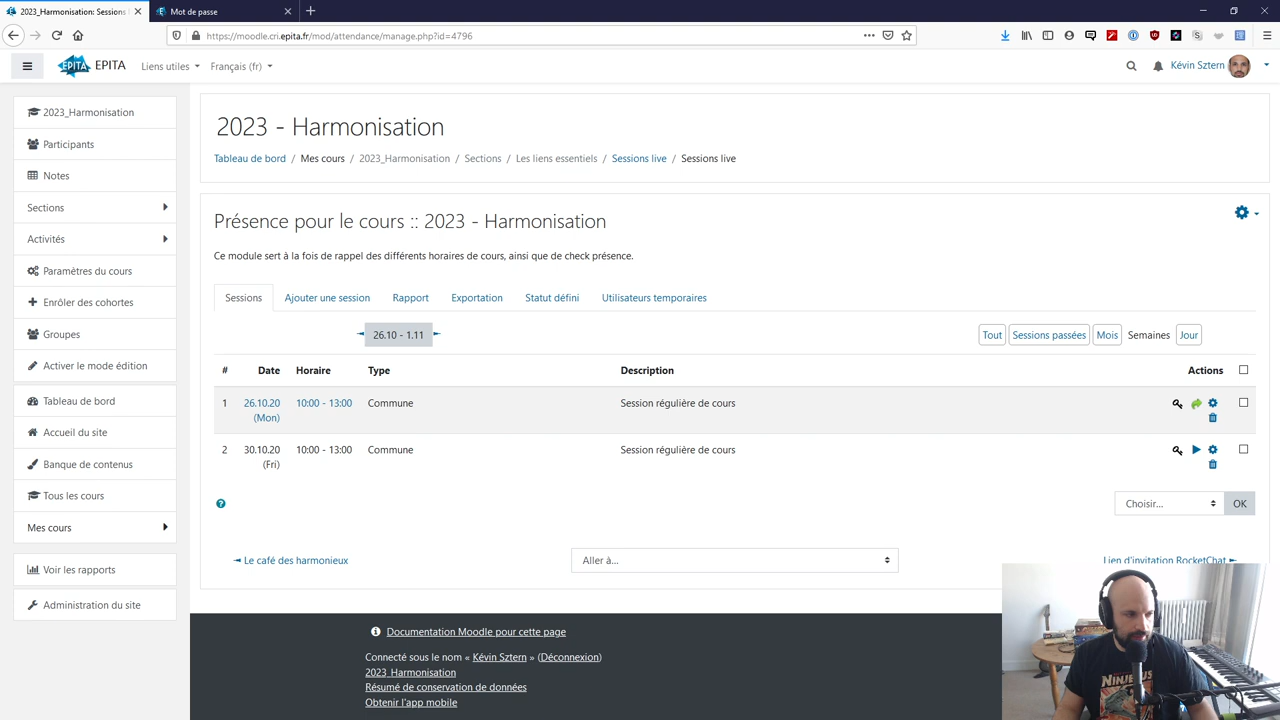 2023_Harmonisation: Sessions l
Mot de passe
https://moodle.cri.epita.fr/mod/attendance/manage.php?id=4796
EPITA
EPITA
Liens utiles
Français (fr)
Kévin Sztern
2023_Harmonisation
Participants
Notes
Sections
Activités
Paramètres du cours
Enrôler des cohortes
Groupes
Activer le mode édition
Tableau de bord
Accueil du site
Banque de contenus
Tous les cours
Mes cours
Voir les rapports
Administration du site
2023 - Harmonisation
Tableau de bord / Mes cours / 2023_Harmonisation / Sections / Les liens essentiels / Sessions live / Sessions live
Présence pour le cours :: 2023 - Harmonisation
Ce module sert à la fois de rappel des différents horaires de cours, ainsi que de check présence.
Sessions Ajouter une session Rapport Exportation Statut défini Utilisateurs temporaires
26.10 - 1.11 Tout Sessions passées Mois Semaines Jour
# Date Horaire Type Description Actions
1 26.10.20 10:00 - 13:00 Commune Session régulière de cours
(Mon)
2 30.10.20 10:00 - 13:00 Commune Session régulière de cours
(Fri)
Choisir... OK
◄ Le café des harmonieux Aller à... Lien d'invitation RocketChat ►
Documentation Moodle pour cette page
Connecté sous le nom « Kévin Sztern » (Déconnexion)
2023_Harmonisation
Résumé de conservation de données
Obtenir l'app mobile